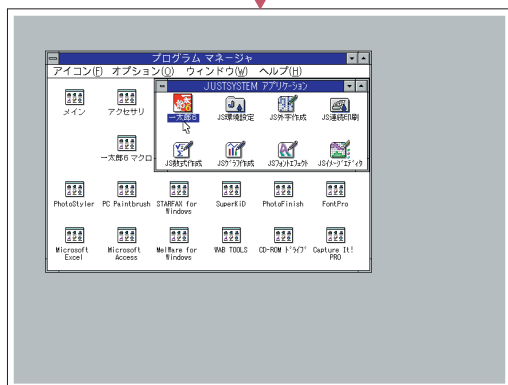 プログラム マネージャ
アイコン(F) オプション(O) ウィンドウ(W) ヘルプ(H)
メイン
アクセサリ
一太郎6 マクロ
JUSTSYSTEM アプリケーション
一太郎6
JS環境設定
JS外字作成
JS連続印刷
JS数式作成
JSグラフ作成
JSフォントエフェクト
JSイメージエディタ
PhotoStyler
PC Paintbrush
STARFAX for
Windows
SuperKiD
PhotoFinish
FontPro
Microsoft
Excel
Microsoft
Access
MelWare for
Windows
WAB TOOLS
CD-ROM ドライブ
Capture It!
PRO